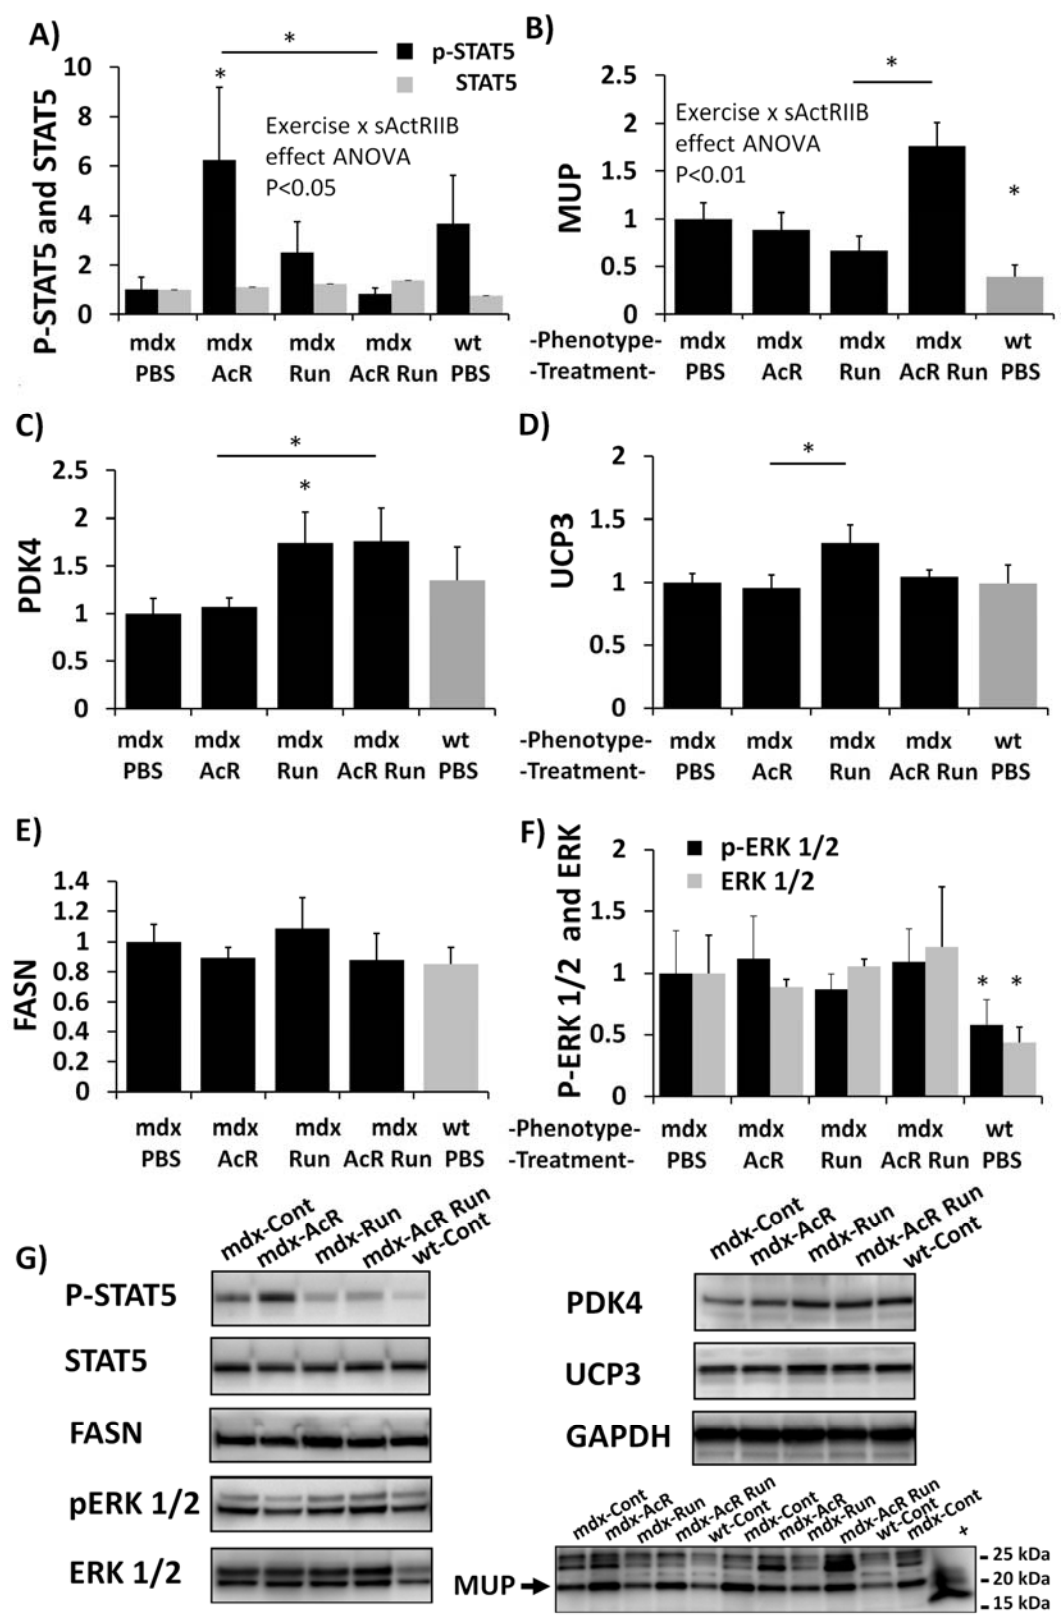 A)
*
p-STAT5
STAT5
P-STAT5 and STAT5
10
8
6
4
2
0
*
Exercise x sActRIIB
effect ANOVA
P<0.05
mdx mdx mdx mdx wt
PBS AcR Run AcR Run PBS
B)
MUP
2.5
2
1.5
1
0.5
0
*
Exercise x sActRIIB
effect ANOVA
P<0.01
*
-Phenotype- mdx mdx mdx mdx wt
-Treatment- PBS AcR Run AcR Run PBS
C)
PDK4
2.5
2
1.5
1
0.5
0
*
*
mdx mdx mdx mdx wt
PBS AcR Run AcR Run PBS
D)
UCP3
2
1.5
1
0.5
0
*
-Phenotype- mdx mdx mdx mdx wt
-Treatment- PBS AcR Run AcR Run PBS
E)
FASN
1.4
1.2
1
0.8
0.6
0.4
0.2
0
mdx mdx mdx mdx wt
PBS AcR Run AcR Run PBS
F)
P-ERK 1/2 and ERK
2
1.5
1
0.5
0
p-ERK 1/2
ERK 1/2
* *
-Phenotype- mdx mdx mdx mdx wt
-Treatment- PBS AcR Run AcR Run PBS
G)
mdx-Cont
mdx-AcR
mdx-Run
mdx-AcR Run
wt-Cont
P-STAT5
STAT5
FASN
pERK 1/2
ERK 1/2
mdx-Cont
mdx-AcR
mdx-Run
mdx-AcR Run
wt-Cont
PDK4
UCP3
GAPDH
mdx-Cont
mdx-AcR
mdx-Run
mdx-AcR Run
wt-Cont
mdx-Cont
mdx-AcR
mdx-Run
mdx-AcR Run
wt-Cont
mdx-Cont
+
MUP
- 25 kDa
- 20 kDa
- 15 kDa